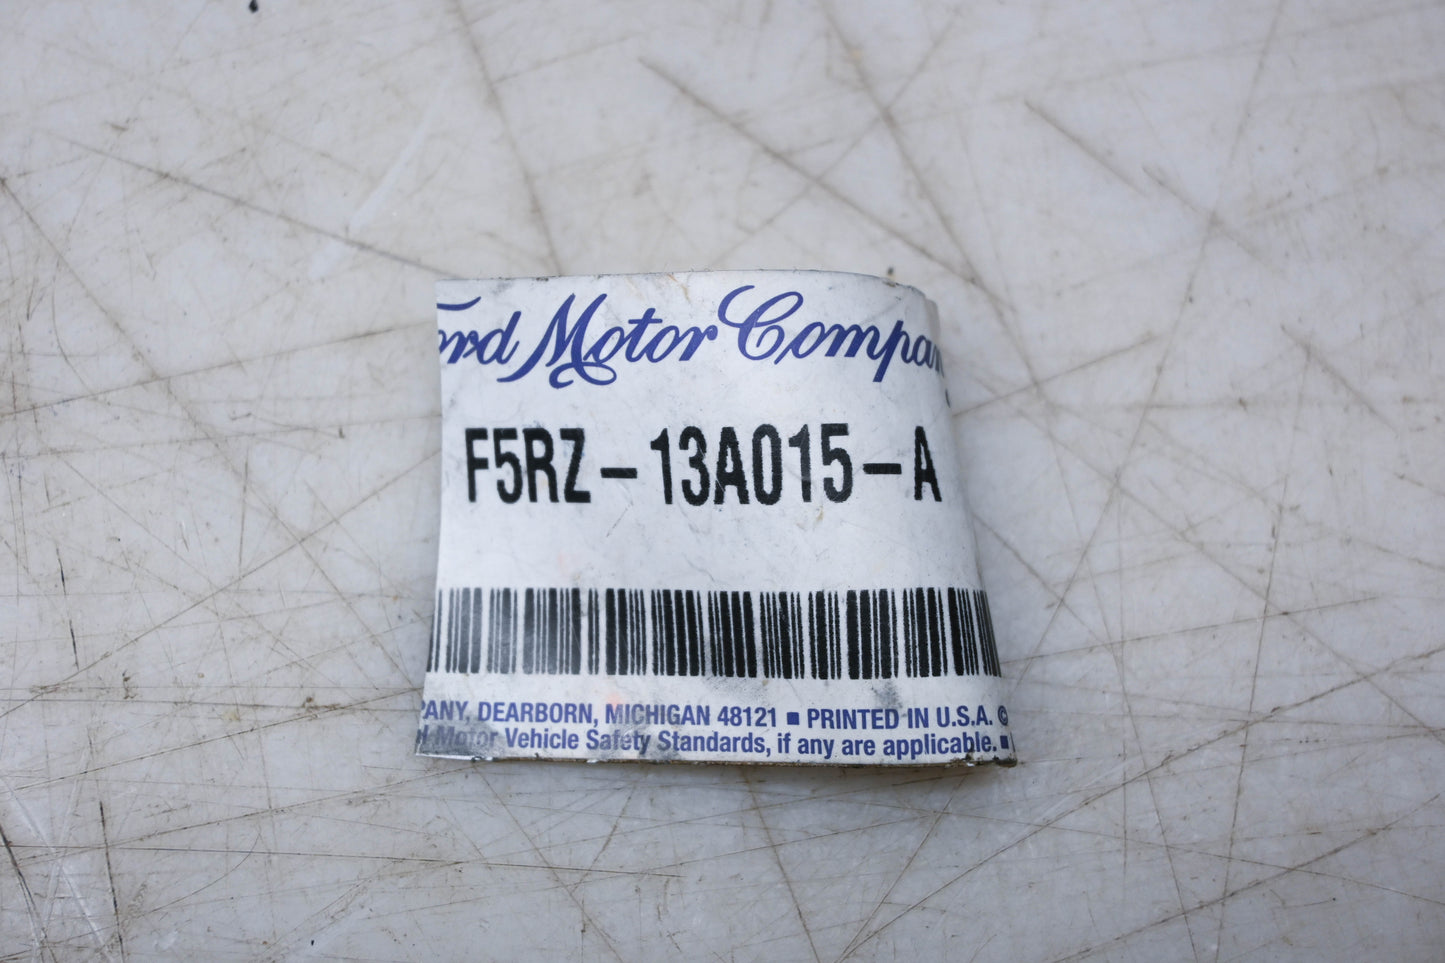 ord Motor Compan
F5RZ-13A015-A
PANY, DEARBORN, MICHIGAN 48121 ▪ PRINTED IN U.S.A. ©
l Motor Vehicle Safety Standards, if any are applicable. ▪